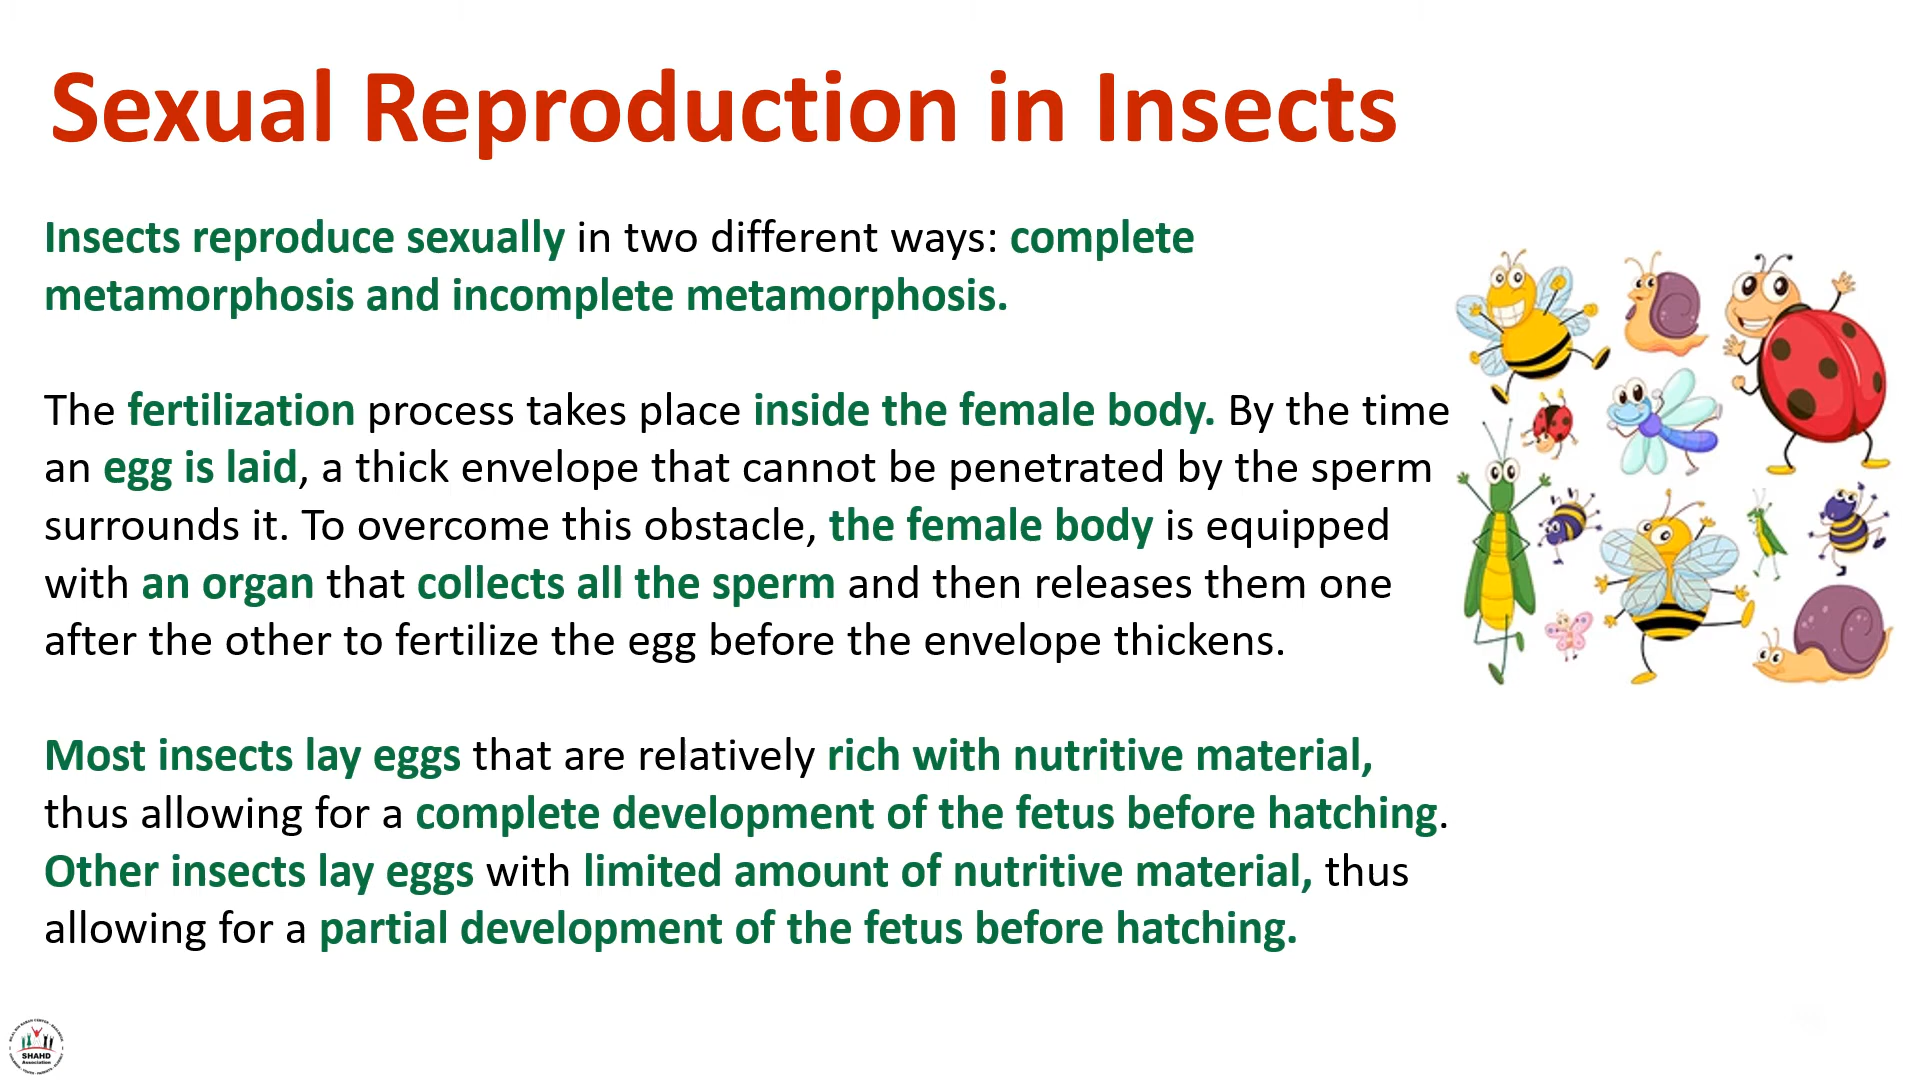 Sexual Reproduction in Insects
Insects reproduce sexually in two different ways: complete
metamorphosis and incomplete metamorphosis.
The fertilization process takes place inside the female body. By the time
an egg is laid, a thick envelope that cannot be penetrated by the sperm
surrounds it. To overcome this obstacle, the female body is equipped
with an organ that collects all the sperm and then releases them one
after the other to fertilize the egg before the envelope thickens.
Most insects lay eggs that are relatively rich with nutritive material,
thus allowing for a complete development of the fetus before hatching.
Other insects lay eggs with limited amount of nutritive material, thus
allowing for a partial development of the fetus before hatching.
SHAHD
Association